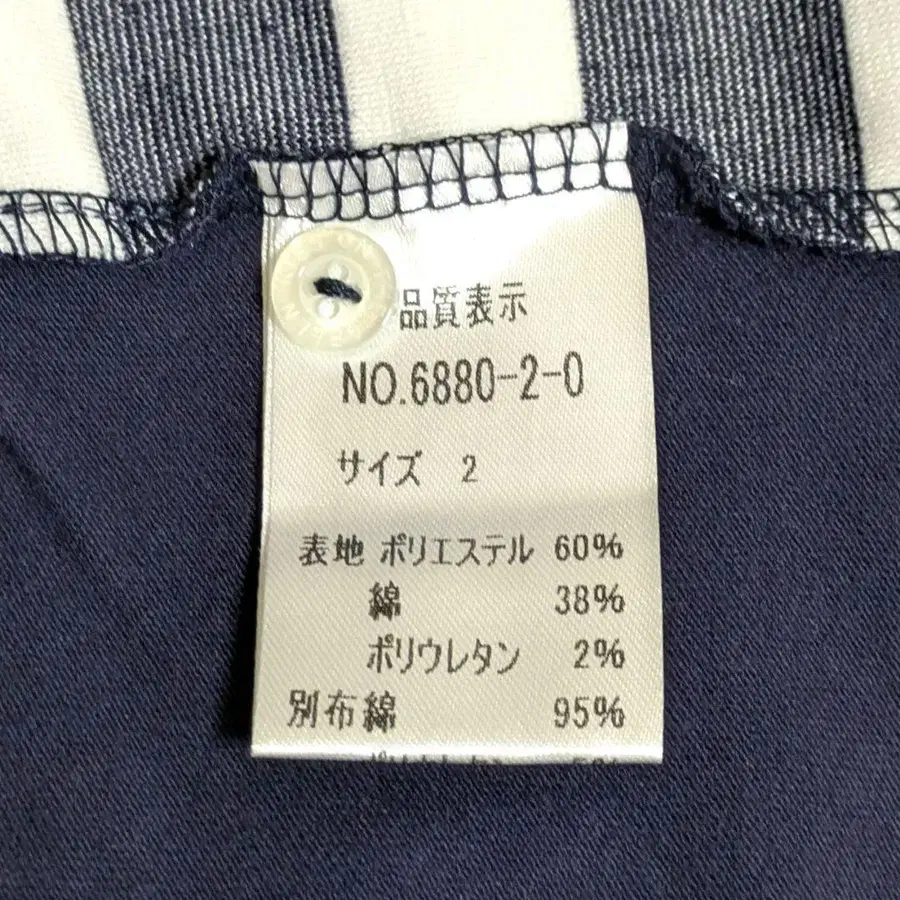 品質表示
NO.6880-2-0
サイズ 2
表地 ポリエステル 60%
綿 38%
ポリウレタン 2%
別布綿 95%